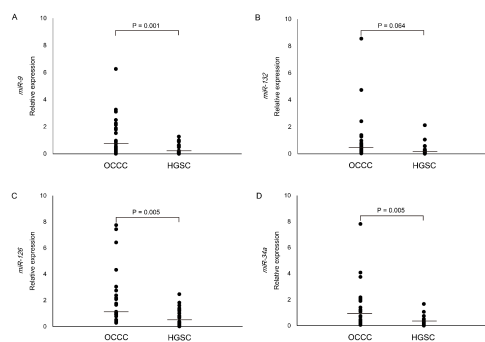 A
P = 0.001
miR-9
Relative expression
10
8
6
4
2
0
OCCC HGSC
B
P = 0.064
miR-132
Relative expression
10
8
6
4
2
0
OCCC HGSC
C
P = 0.005
miR-126
Relative expression
10
8
6
4
2
0
OCCC HGSC
D
P = 0.005
miR-34a
Relative expression
10
8
6
4
2
0
OCCC HGSC